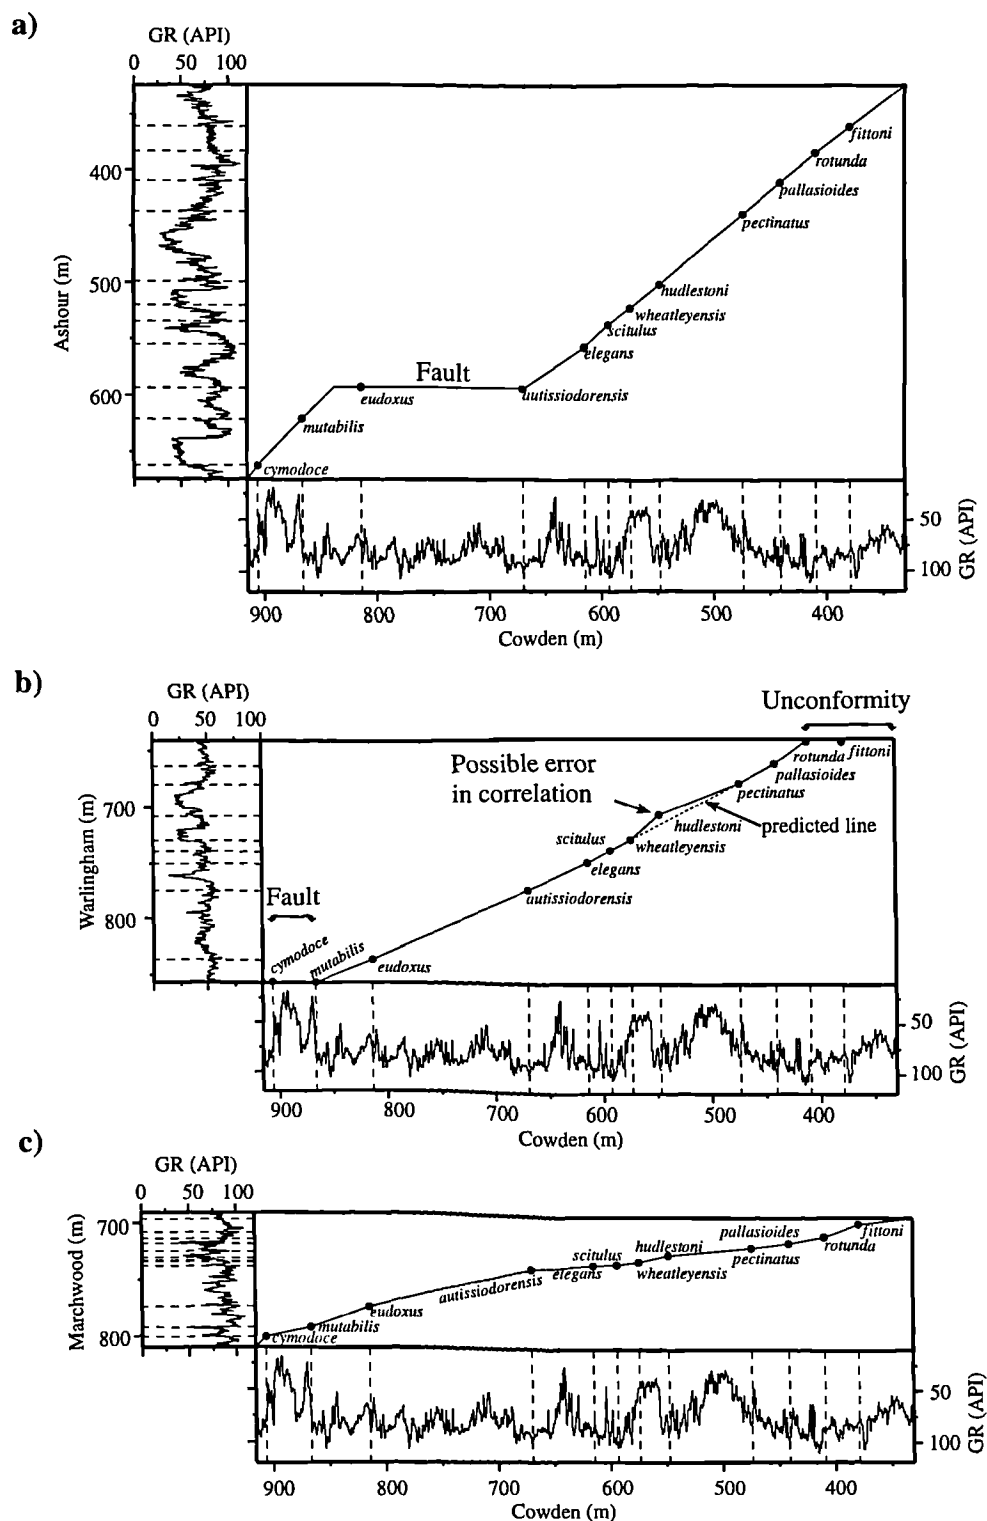 a)
GR (API)
0 50 100
Ashour (m)
400
500
600
fittoni
rotunda
pallasioides
pectinatus
hudlestoni
wheatleyensis
scitulus
elegans
Fault
autissiodorensis
eudoxus
mutabilis
cymodoce
50
100
GR (API)
900 800 700 600 500 400
Cowden (m)
b)
GR (API)
0 50 100
Warlingham (m)
700
800
Unconformity
rotunda fittoni
pallasioides
pectinatus
Possible error
in correlation
hudlestoni
predicted line
scitulus
wheatleyensis
elegans
autissiodorensis
Fault
cymodoce
mutabilis
eudoxus
50
100
GR (API)
900 800 700 600 500 400
Cowden (m)
c)
GR (API)
0 50 100
Marchwood (m)
700
800
pallasioides
fittoni
rotunda
hudlestoni
pectinatus
scitulus
wheatleyensis
elegans
autissiodorensis
eudoxus
mutabilis
cymodoce
50
100
GR (API)
900 800 700 600 500 400
Cowden (m)